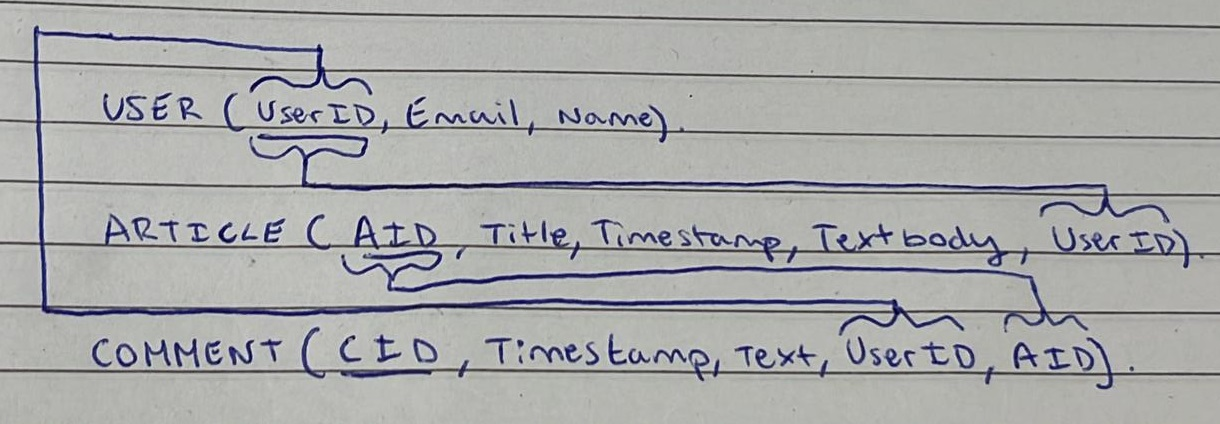 USER (UserID, Email, Name).
ARTICLE (AID, Title, Timestamp, Textbody, UserID).
COMMENT (CID, Timestamp, Text, UserID, AID).